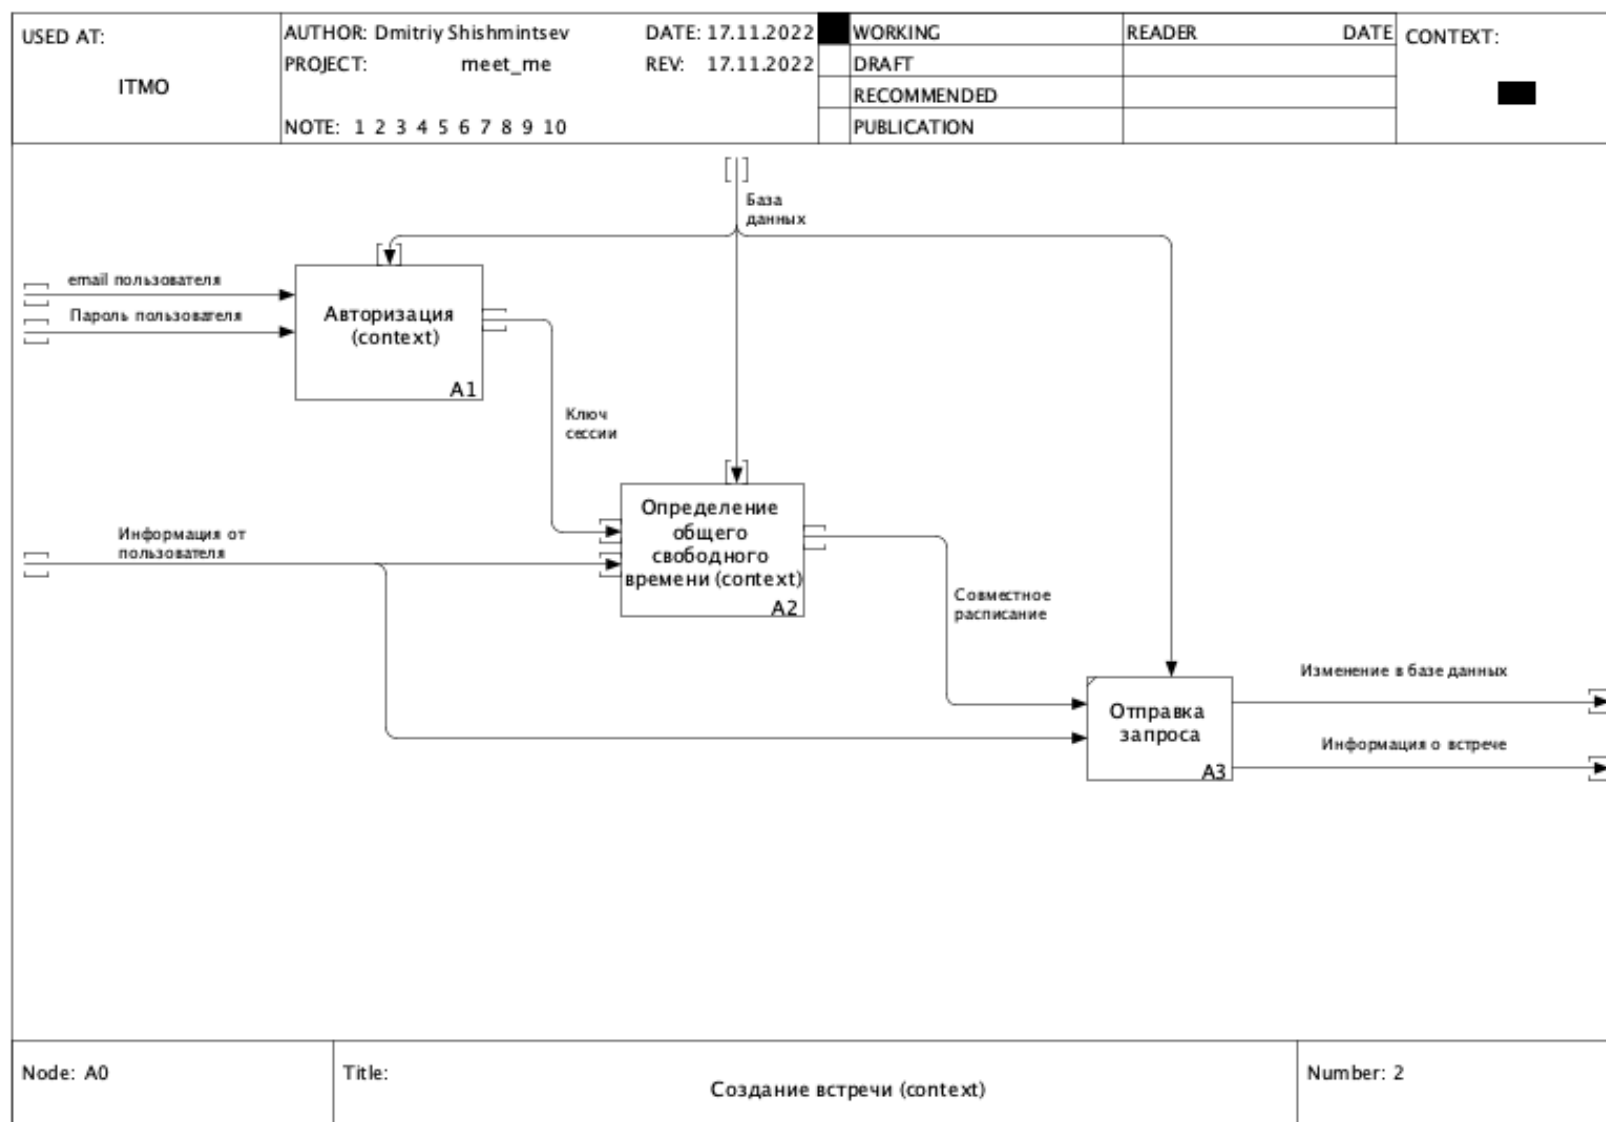 USED AT:
ITMO
AUTHOR: Dmitriy Shishmintsev
DATE: 17.11.2022
PROJECT: meet_me
REV: 17.11.2022
NOTE: 1 2 3 4 5 6 7 8 9 10
WORKING
DRAFT
RECOMMENDED
PUBLICATION
READER
DATE
CONTEXT:
База
данных
email пользователя
Пароль пользователя
Авторизация
(context)
A1
Ключ
сессии
Информация от
пользователя
Определение
общего
свободного
времени (context)
A2
Совместное
расписание
Отправка
запроса
A3
Изменение в базе данных
Информация о встрече
Node: A0
Title:
Создание встречи (context)
Number: 2